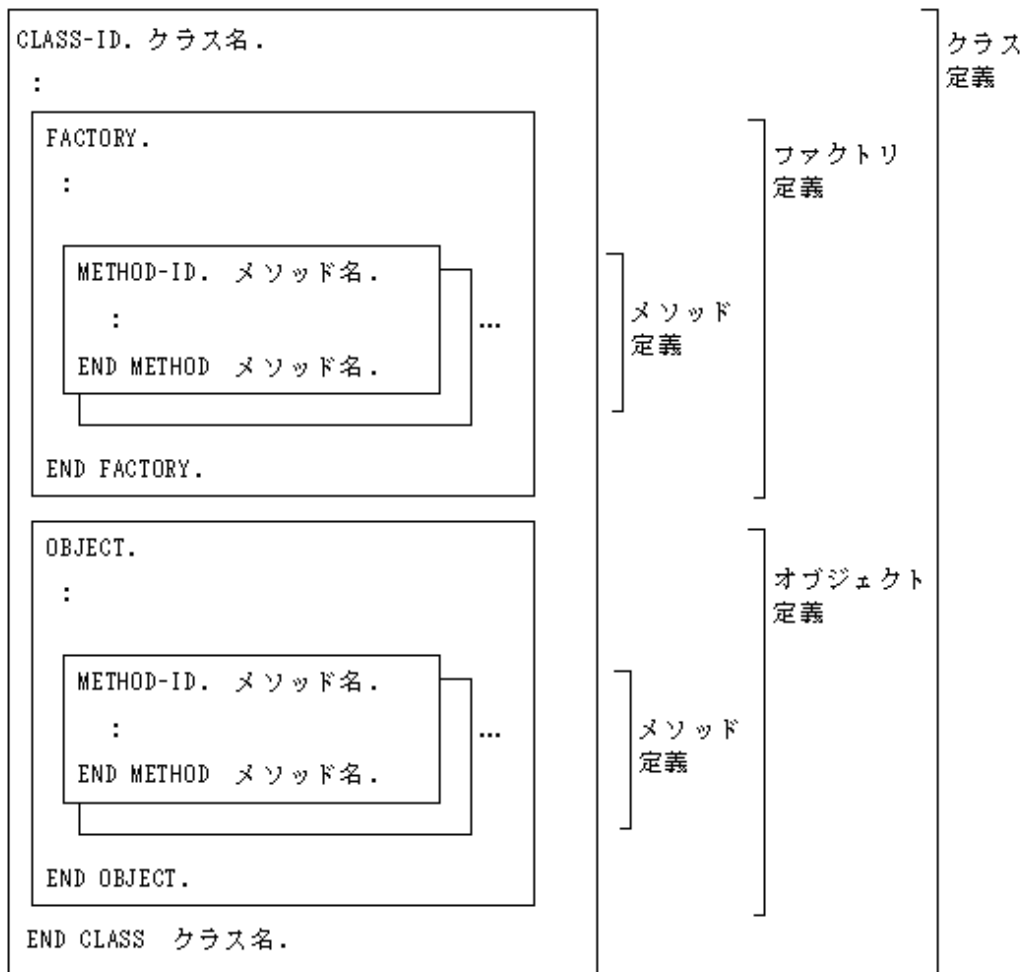 CLASS-ID. クラス名.
:
FACTORY.
:
METHOD-ID. メソッド名.
:
END METHOD メソッド名.
...
END FACTORY.
OBJECT.
:
METHOD-ID. メソッド名.
:
END METHOD メソッド名.
...
END OBJECT.
END CLASS クラス名.
メソッド
定義
メソッド
定義
ファクトリ
定義
オブジェクト
定義
クラス
定義